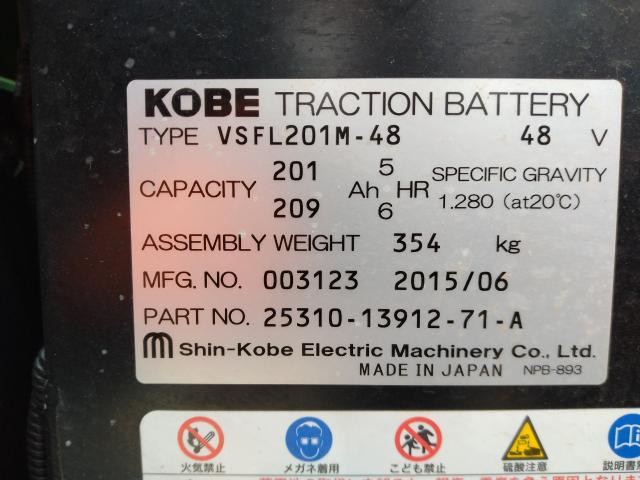 KOBE TRACTION BATTERY
TYPE VSFL201M-48 48 V
CAPACITY 201 Ah 5 HR
209 6
SPECIFIC GRAVITY
1.280 (at20℃)
ASSEMBLY WEIGHT 354 kg
MFG. NO. 003123 2015/06
PART NO. 25310-13912-71-A
Shin-Kobe Electric Machinery Co., Ltd.
MADE IN JAPAN NPB-893
火気禁止 メガネ着用 こども禁止 硫酸注意 説明書